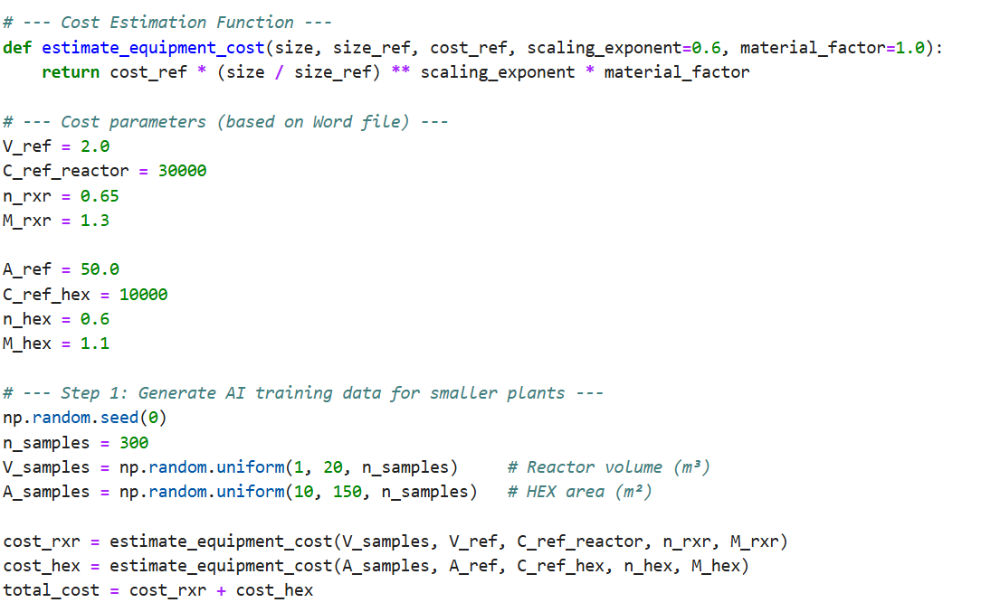 # --- Cost Estimation Function ---
def estimate_equipment_cost(size, size_ref, cost_ref, scaling_exponent=0.6, material_factor=1.0):
    return cost_ref * (size / size_ref) ** scaling_exponent * material_factor

# --- Cost parameters (based on Word file) ---
V_ref = 2.0
C_ref_reactor = 30000
n_rxr = 0.65
M_rxr = 1.3

A_ref = 50.0
C_ref_hex = 10000
n_hex = 0.6
M_hex = 1.1

# --- Step 1: Generate AI training data for smaller plants ---
np.random.seed(0)
n_samples = 300
V_samples = np.random.uniform(1, 20, n_samples)     # Reactor volume (m³)
A_samples = np.random.uniform(10, 150, n_samples)   # HEX area (m²)

cost_rxr = estimate_equipment_cost(V_samples, V_ref, C_ref_reactor, n_rxr, M_rxr)
cost_hex = estimate_equipment_cost(A_samples, A_ref, C_ref_hex, n_hex, M_hex)
total_cost = cost_rxr + cost_hex